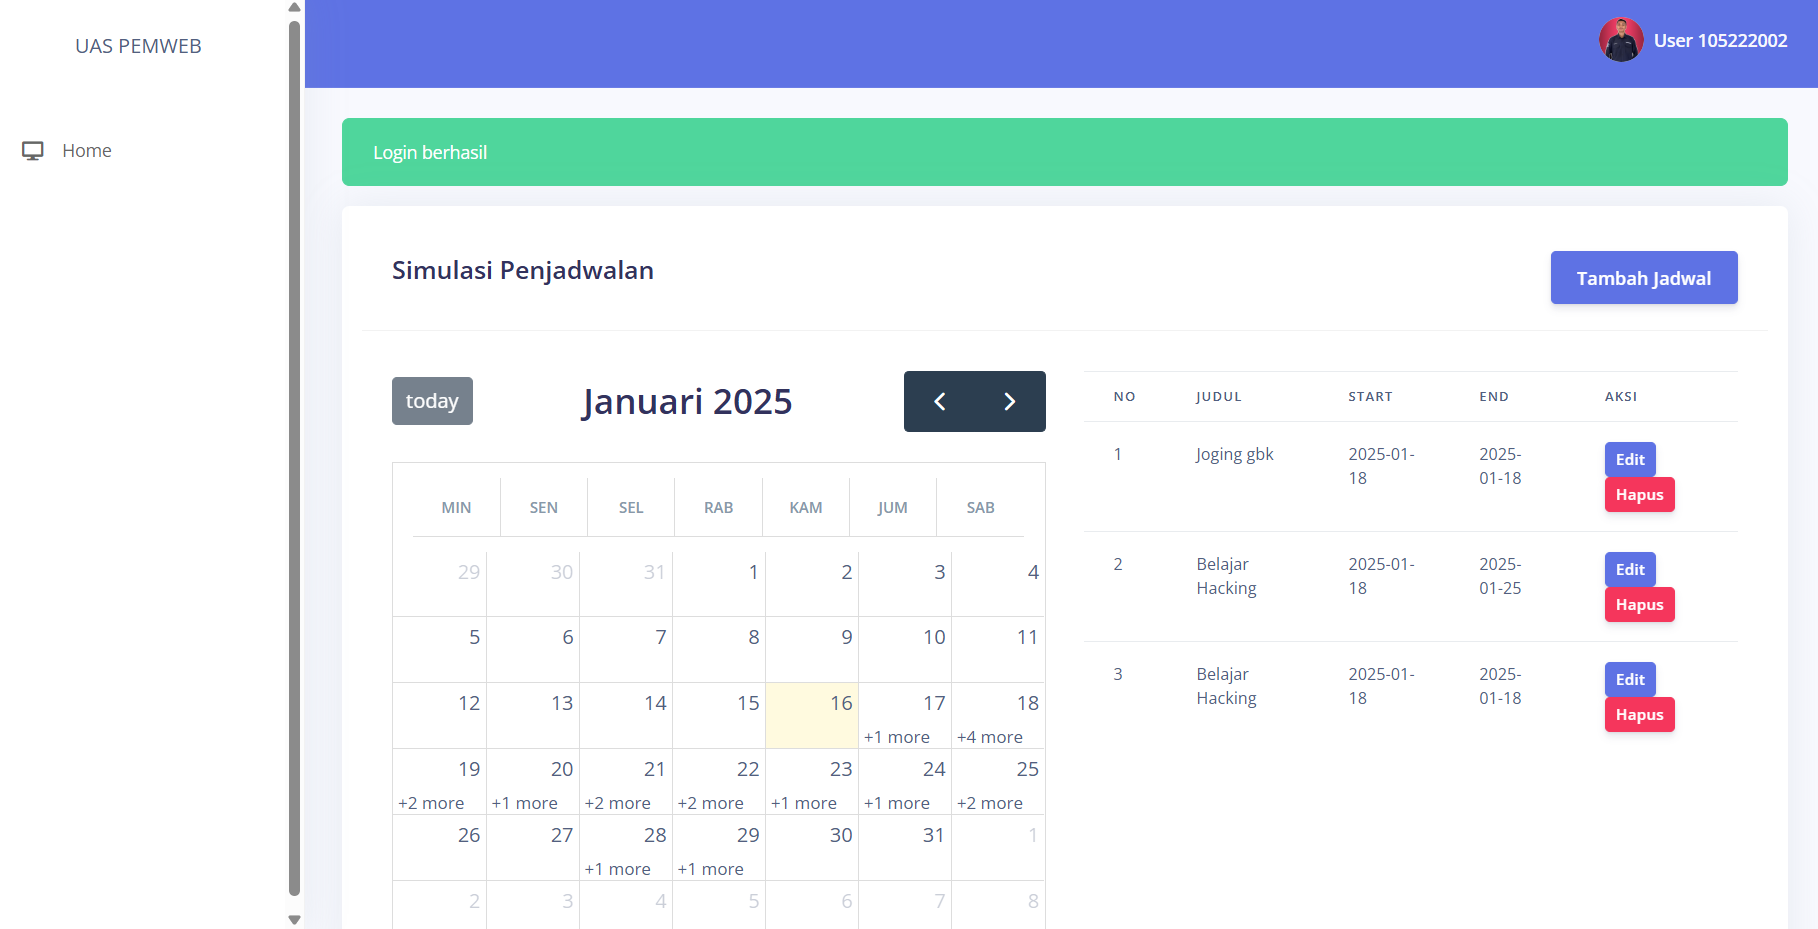 UAS PEMWEB
User 105222002
Home
Login berhasil
Simulasi Penjadwalan
Tambah Jadwal
today
Januari 2025
MIN SEN SEL RAB KAM JUM SAB
29 30 31 1 2 3 4
5 6 7 8 9 10 11
12 13 14 15 16 17 18
+1 more +4 more
19 20 21 22 23 24 25
+2 more +1 more +2 more +2 more +1 more +1 more +2 more
26 27 28 29 30 31 1
+1 more +1 more
2 3 4 5 6 7 8
NO JUDUL START END AKSI
1 Joging gbk 2025-01- 2025- Edit
18 01-18 Hapus
2 Belajar 2025-01- 2025- Edit
Hacking 18 01-25 Hapus
3 Belajar 2025-01- 2025- Edit
Hacking 18 01-18 Hapus